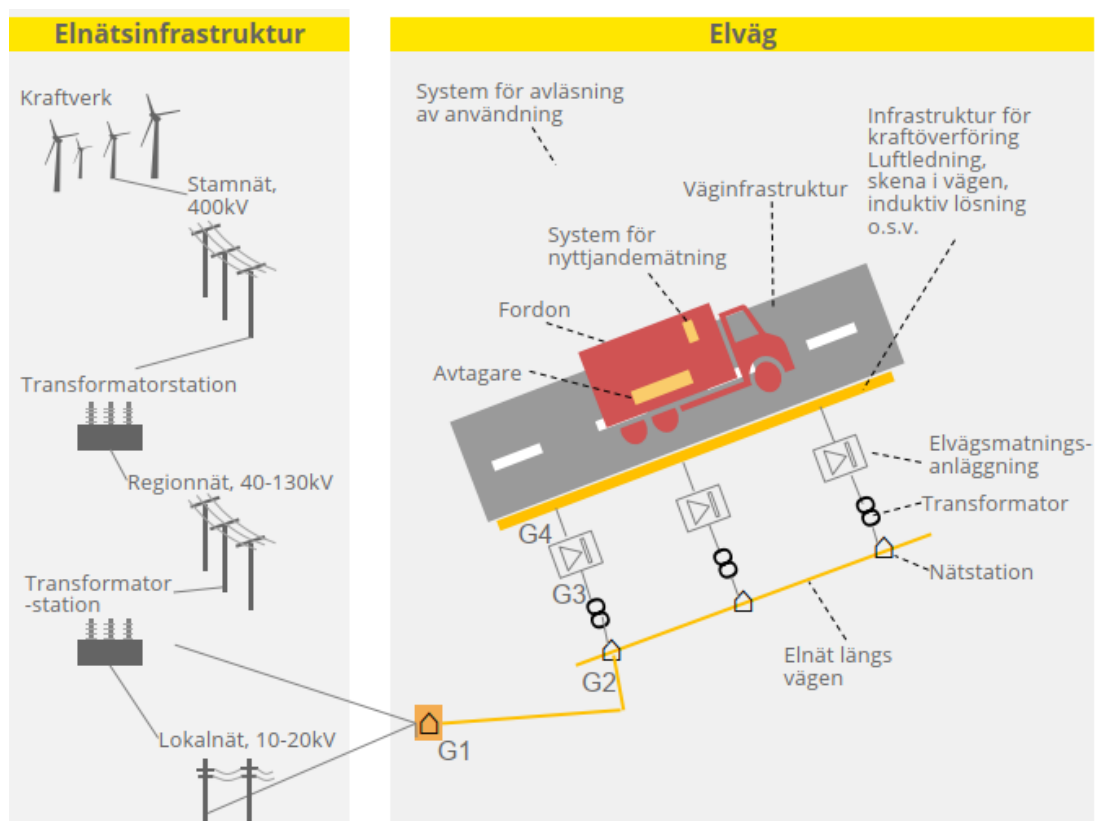 Elnätsinfrastruktur
Kraftverk
Stamnät,
400kV
Transformatorstation
Regionnät, 40-130kV
Transformator
-station
Lokalnät, 10-20kV
Elväg
System för avläsning
av användning
Infrastruktur för
kraftöverföring
Luftledning,
skena i vägen,
induktiv lösning
o.s.v.
Väginfrastruktur
System för
nyttjandemätning
Fordon
Avtagare
Elvägsmatnings-
anläggning
Transformator
Nätstation
Elnät längs
vägen
G4
G3
G2
G1